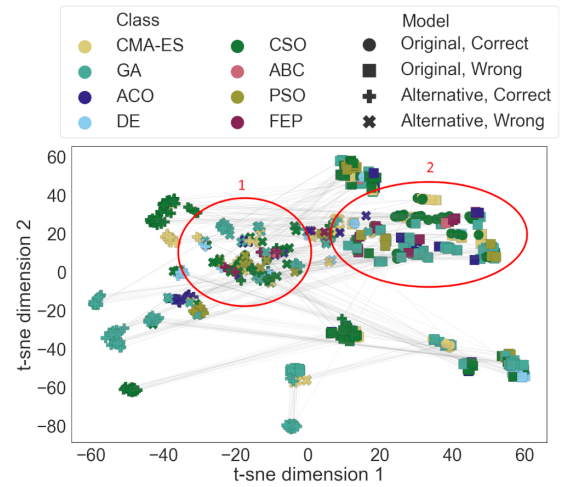 Class Model
CMA-ES CSO Original, Correct
GA ABC Original, Wrong
ACO PSO Alternative, Correct
DE FEP Alternative, Wrong
60
40
20
0
−20
−40
−60
−80
t-sne dimension 2
1
2
−60 −40 −20 0 20 40 60
t-sne dimension 1